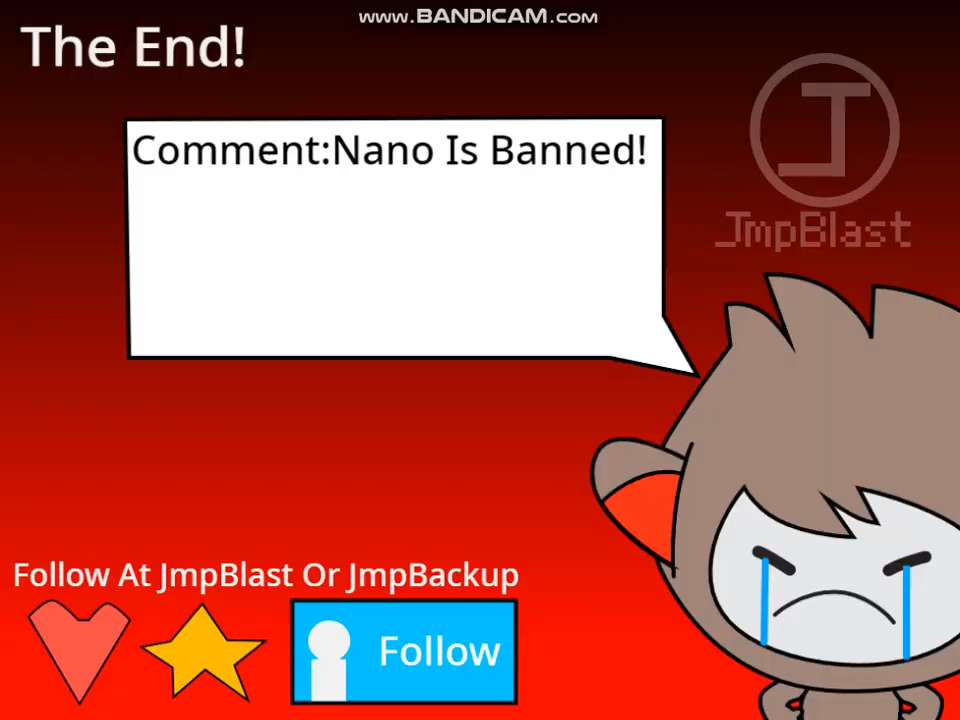 www.BANDICAM.com
The End!
Comment:Nano Is Banned!
J
JmpBlast
Follow At JmpBlast Or JmpBackup
Follow